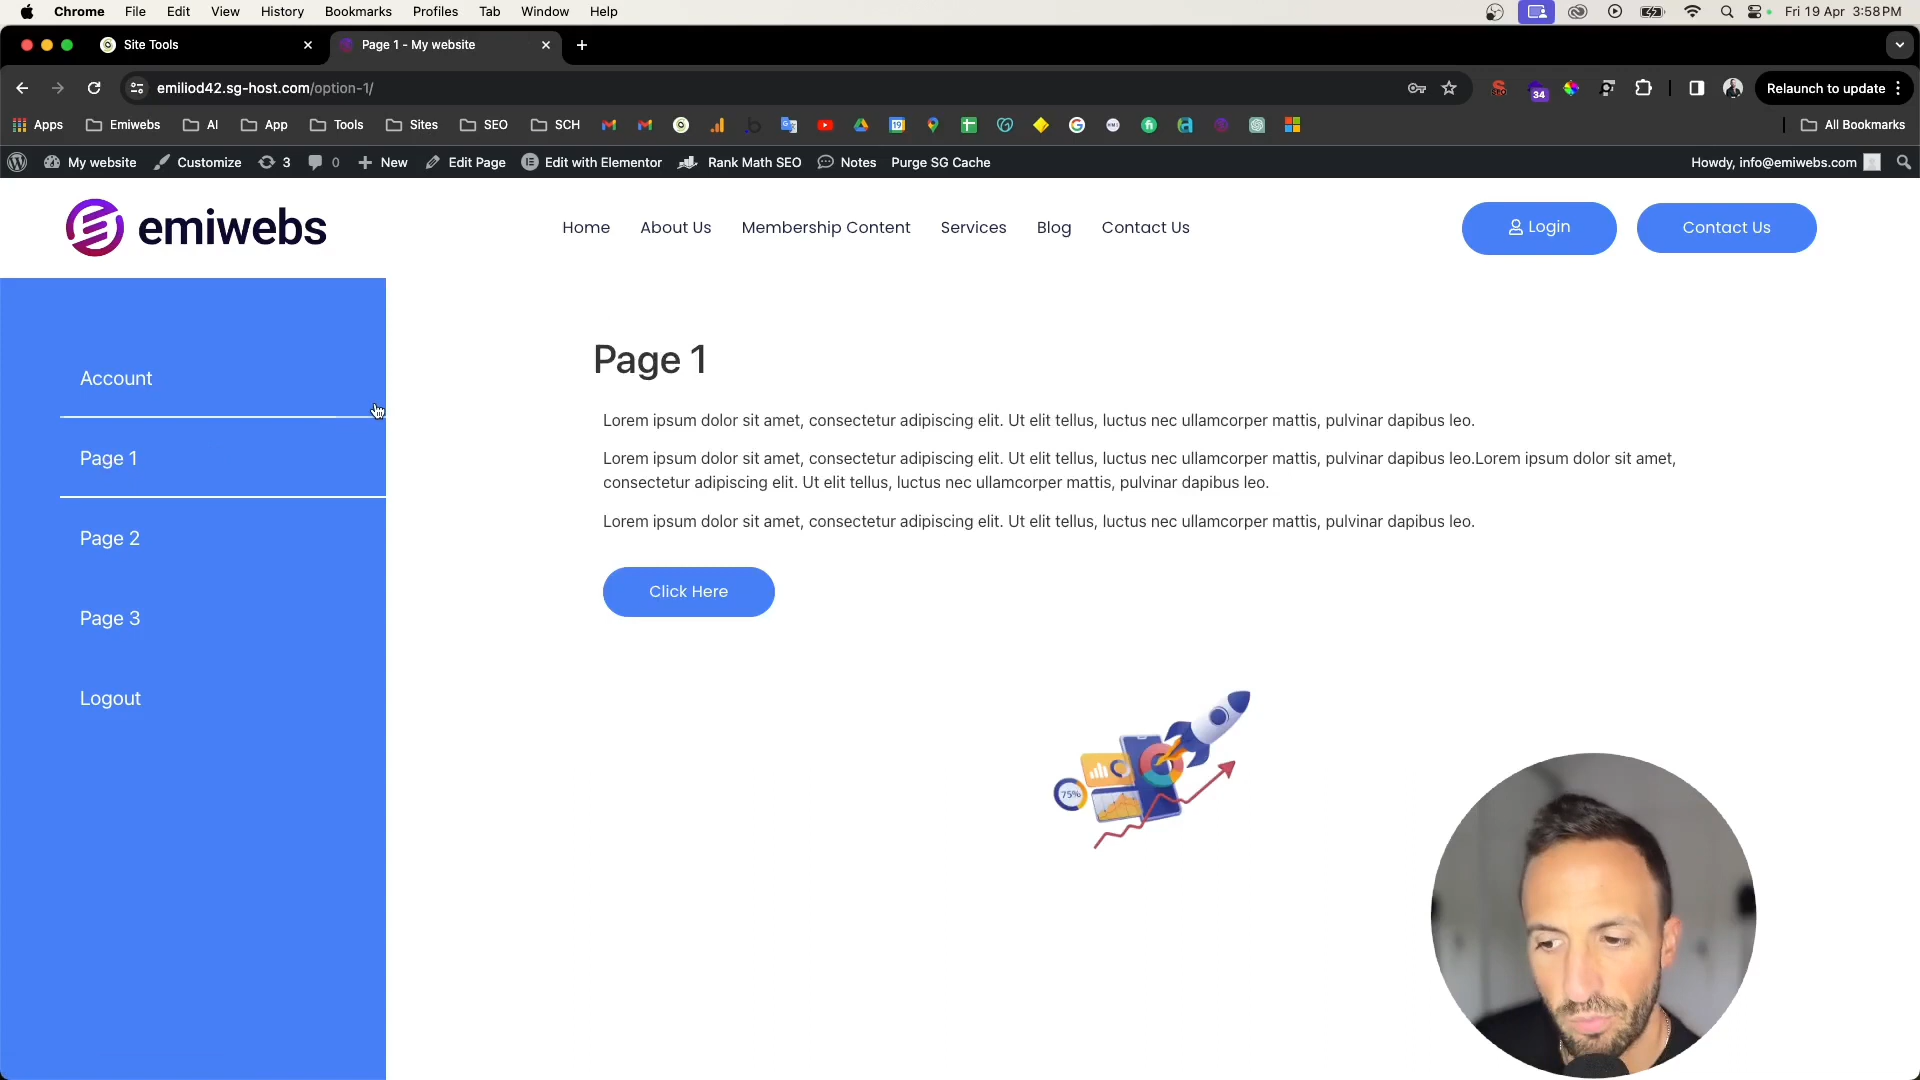 Chrome File Edit View History Bookmarks Profiles Tab Window Help Fri 19 Apr 3:58 PM
Site Tools Page 1 - My website
emiliod42.sg-host.com/option-1/ 34 Relaunch to update
Apps Emiwebs AI App Tools Sites SEO SCH All Bookmarks
My website Customize 3 0 New Edit Page Edit with Elementor Rank Math SEO Notes Purge SG Cache Howdy, info@emiwebs.com
emiwebs Home About Us Membership Content Services Blog Contact Us Login Contact Us
Account
Page 1
Page 2
Page 3
Logout
Page 1
Lorem ipsum dolor sit amet, consectetur adipiscing elit. Ut elit tellus, luctus nec ullamcorper mattis, pulvinar dapibus leo.
Lorem ipsum dolor sit amet, consectetur adipiscing elit. Ut elit tellus, luctus nec ullamcorper mattis, pulvinar dapibus leo.Lorem ipsum dolor sit amet,
consectetur adipiscing elit. Ut elit tellus, luctus nec ullamcorper mattis, pulvinar dapibus leo.
Lorem ipsum dolor sit amet, consectetur adipiscing elit. Ut elit tellus, luctus nec ullamcorper mattis, pulvinar dapibus leo.
Click Here
75%